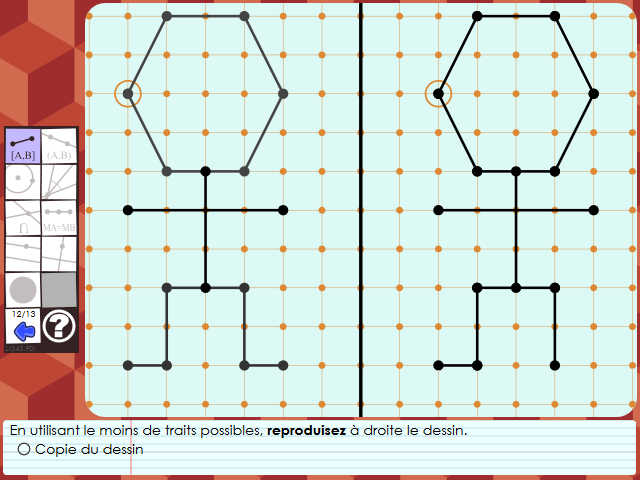 [A,B]
(A,B)
∩
MA=MB
12/13
?
En utilisant le moins de traits possibles, reproduisez à droite le dessin.
Copie du dessin